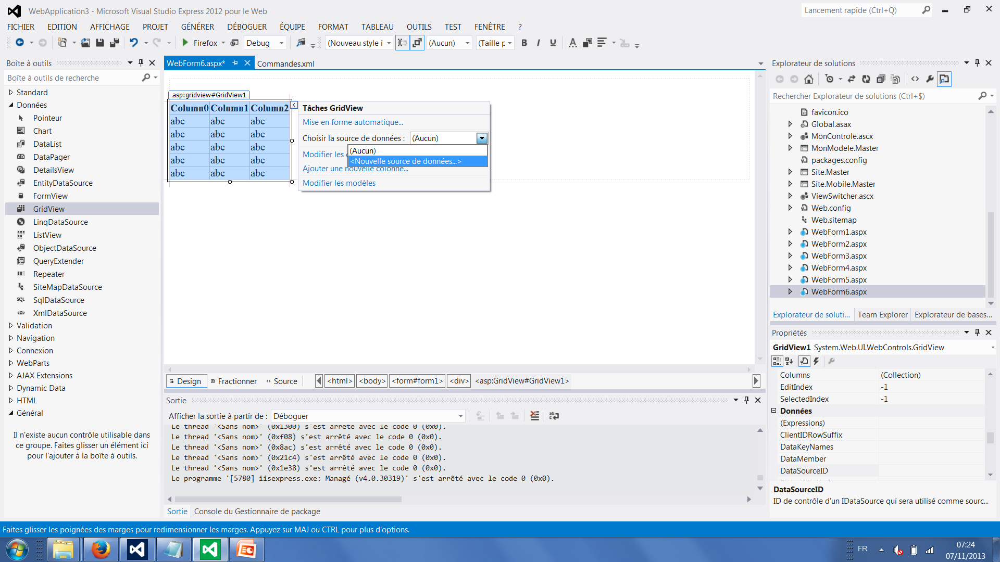 WebApplication3 - Microsoft Visual Studio Express 2012 pour le Web
Lancement rapide (Ctrl+Q)
FICHIER EDITION AFFICHAGE PROJET GÉNÉRER DÉBOGUER ÉQUIPE FORMAT TABLEAU OUTILS TEST FENÊTRE ?
Firefox Debug (Nouveau style i (Aucun) (Taille p B I U A
Boîte à outils
Boîte à outils de recherche
Standard
Données
Pointeur
Chart
DataList
DataPager
DetailsView
EntityDataSource
FormView
GridView
LinqDataSource
ListView
ObjectDataSource
QueryExtender
Repeater
SiteMapDataSource
SQL SqlDataSource
XmlDataSource
Validation
Navigation
Connexion
WebParts
AJAX Extensions
Dynamic Data
HTML
Général
Il n'existe aucun contrôle utilisable dans
ce groupe. Faites glisser un élément ici
pour l'ajouter à la boîte à outils.
WebForm6.aspx* Commandes.xml
asp:gridview#GridView1
Column0 Column1 Column2
abc abc abc
abc abc abc
abc abc abc
abc abc abc
abc abc abc
Tâches GridView
Mise en forme automatique...
Choisir la source de données : (Aucun)
(Aucun)
<Nouvelle source de données...>
Modifier les c
Ajouter une nouvelle colonne...
Modifier les modèles
Design Fractionner Source <html> <body> <form#form1> <div> <asp:GridView#GridView1>
Sortie
Afficher la sortie à partir de : Déboguer
Le thread '<Sans nom>' (0x1300) s'est arrêté avec le code 0 (0x0).
Le thread '<Sans nom>' (0xf08) s'est arrêté avec le code 0 (0x0).
Le thread '<Sans nom>' (0x8ac) s'est arrêté avec le code 0 (0x0).
Le thread '<Sans nom>' (0x21c4) s'est arrêté avec le code 0 (0x0).
Le thread '<Sans nom>' (0x1e38) s'est arrêté avec le code 0 (0x0).
Le programme '[5780] iisexpress.exe: Managé (v4.0.30319)' s'est arrêté avec le code 0 (0x0).
Sortie Console du Gestionnaire de package
Explorateur de solutions
Rechercher Explorateur de solutions (Ctrl+$)
favicon.ico
Global.asax
MonControle.ascx
MonModele.Master
packages.config
Site.Master
Site.Mobile.Master
ViewSwitcher.ascx
Web.config
Web.sitemap
WebForm1.aspx
WebForm2.aspx
WebForm3.aspx
WebForm4.aspx
WebForm5.aspx
WebForm6.aspx
Explorateur de soluti... Team Explorer Explorateur de bases...
Propriétés
GridView1 System.Web.UI.WebControls.GridView
Columns (Collection)
EditIndex -1
SelectedIndex -1
Données
(Expressions)
ClientIDRowSuffix
DataKeyNames
DataMember
DataSourceID
DataSourceID
ID de contrôle d'un IDataSource qui sera utilisé comme sourc...
Faites glisser les poignées des marges pour redimensionner les marges. Appuyez sur MAJ ou CTRL pour plus d'options.
FR
07:24
07/11/2013